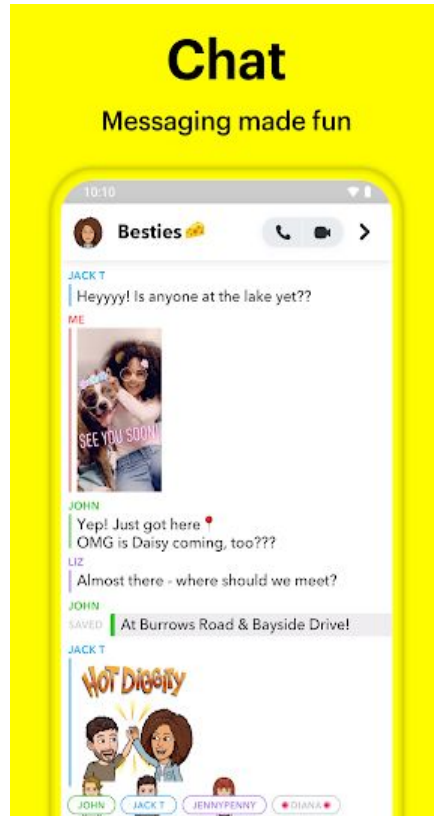 Chat
Messaging made fun
10:10
Besties
JACK T
Heyyyy! Is anyone at the lake yet??
ME
SEE YOU SOON!
JOHN
Yep! Just got here
OMG is Daisy coming, too???
LIZ
Almost there - where should we meet?
JOHN
SAVED At Burrows Road & Bayside Drive!
JACK T
HOT DIGGITY
JOHN JACK T JENNYPENNY DIANA